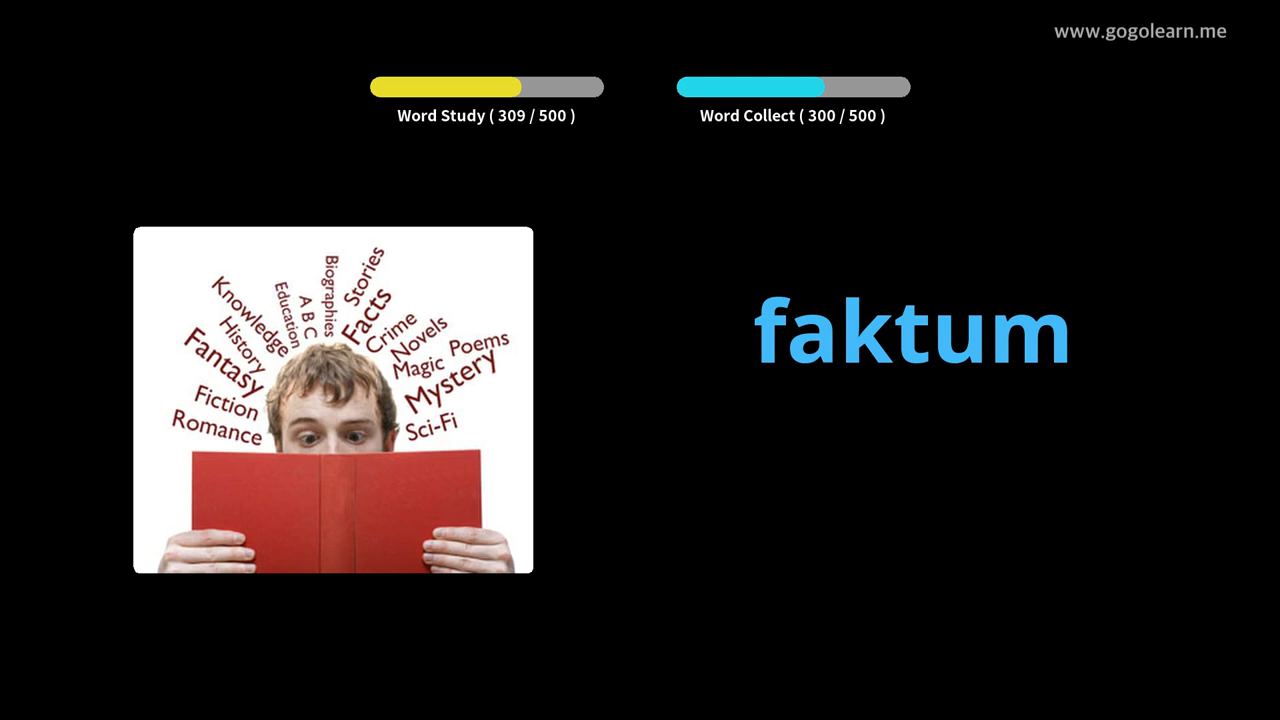 www.gogolearn.me
Word Study ( 309 / 500 )
Word Collect ( 300 / 500 )
Knowledge
History
Fantasy
Fiction
Romance
Education
A B C
Biographies
Stories
Facts
Crime
Novels
Magic
Poems
Mystery
Sci-Fi
faktum